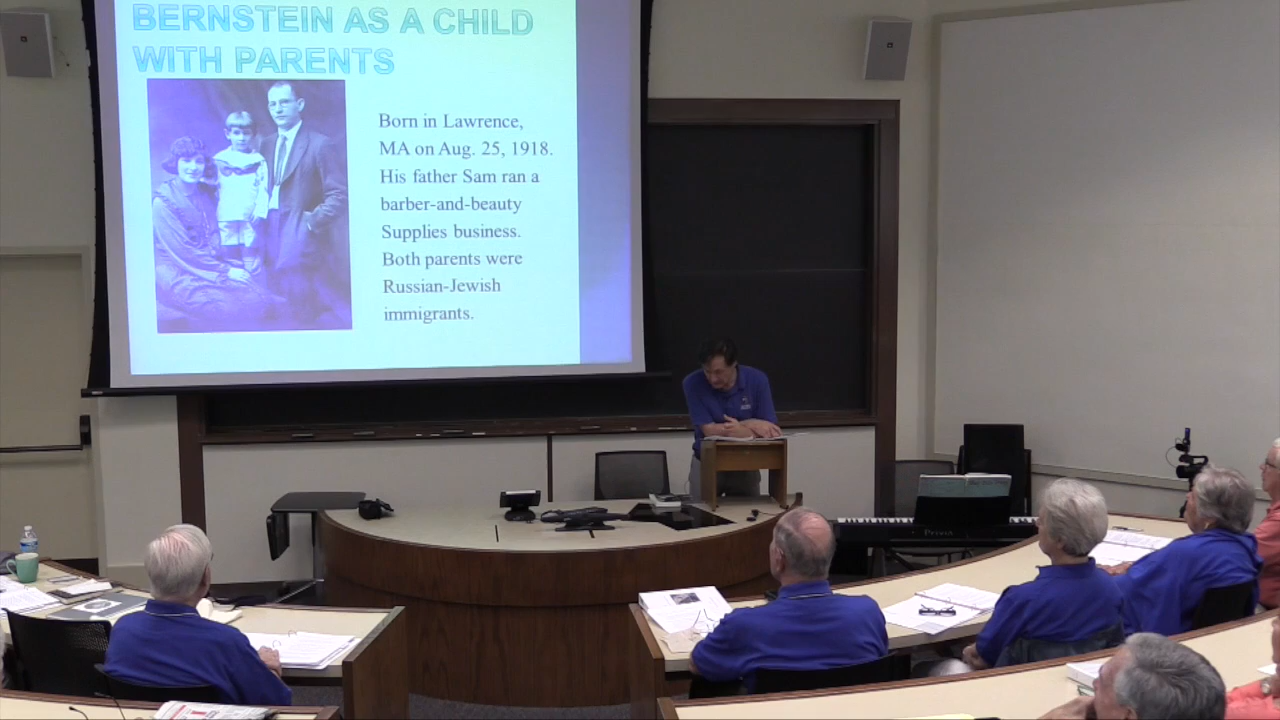 BERNSTEIN AS A CHILD
WITH PARENTS
Born in Lawrence,
MA on Aug. 25, 1918.
His father Sam ran a
barber-and-beauty
Supplies business.
Both parents were
Russian-Jewish
immigrants.